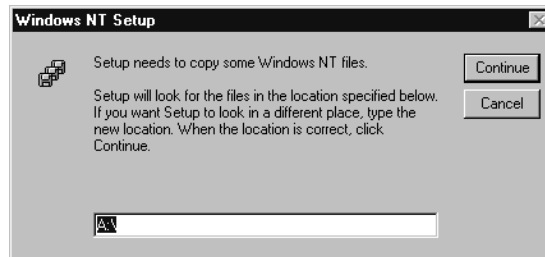 Windows NT Setup
Setup needs to copy some Windows NT files.
Continue
Setup will look for the files in the location specified below.
If you want Setup to look in a different place, type the
new location. When the location is correct, click
Continue.
Cancel
A:\